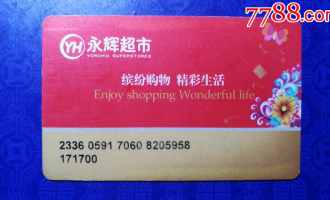 7788.com
YH 永辉超市
YONGHUI SUPERSTORES
缤纷购物 精彩生活
Enjoy shopping Wonderful life
2336 0591 7060 8205958
171700